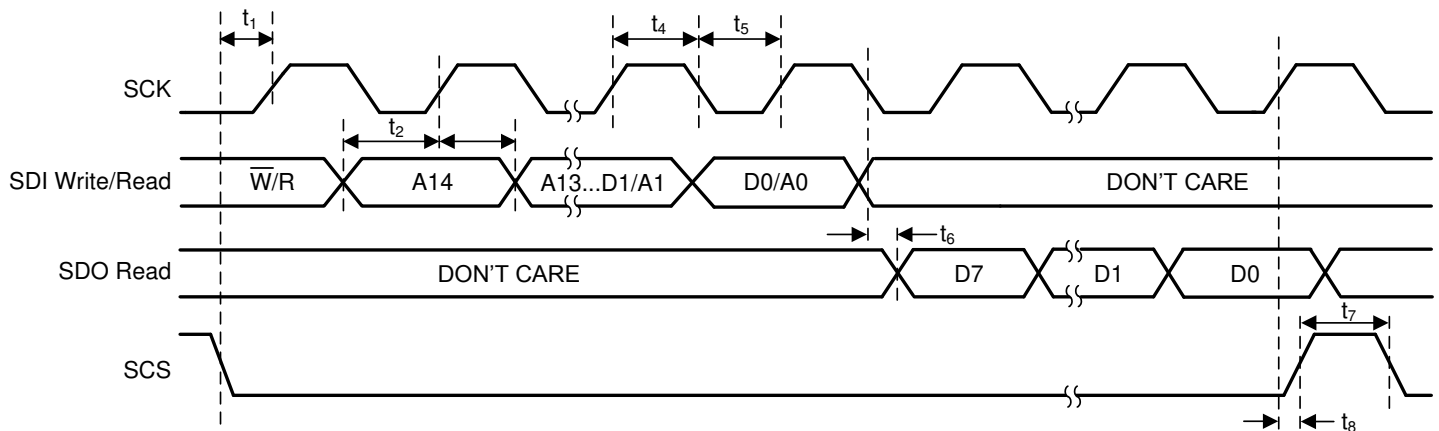 t1 t4 t5
SCK
t2
SDI Write/Read W̅/R A14 A13...D1/A1 D0/A0 DON'T CARE
t6
SDO Read DON'T CARE D7 D1 D0
t7
SCS
t8